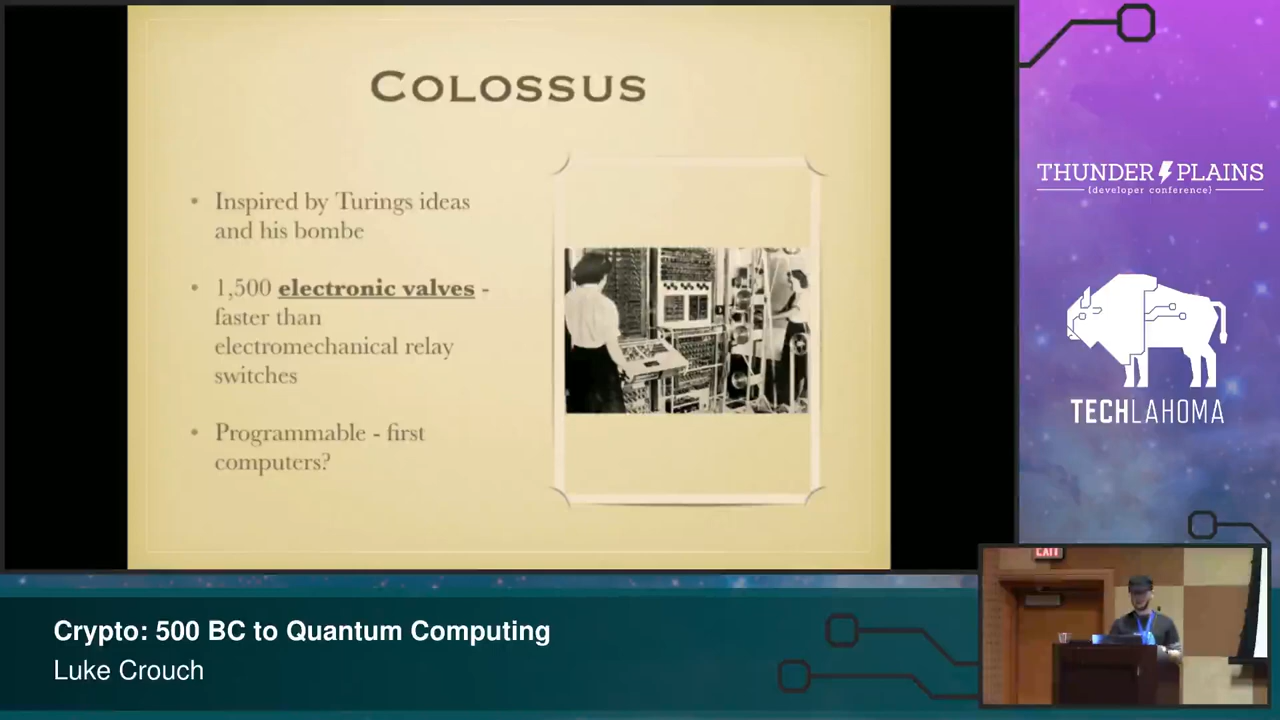 COLOSSUS
• Inspired by Turings ideas
and his bombe
• 1,500 electronic valves -
faster than
electromechanical relay
switches
• Programmable - first
computers?
THUNDER PLAINS
{developer conference}
TECHLAHOMA
EXIT
Crypto: 500 BC to Quantum Computing
Luke Crouch